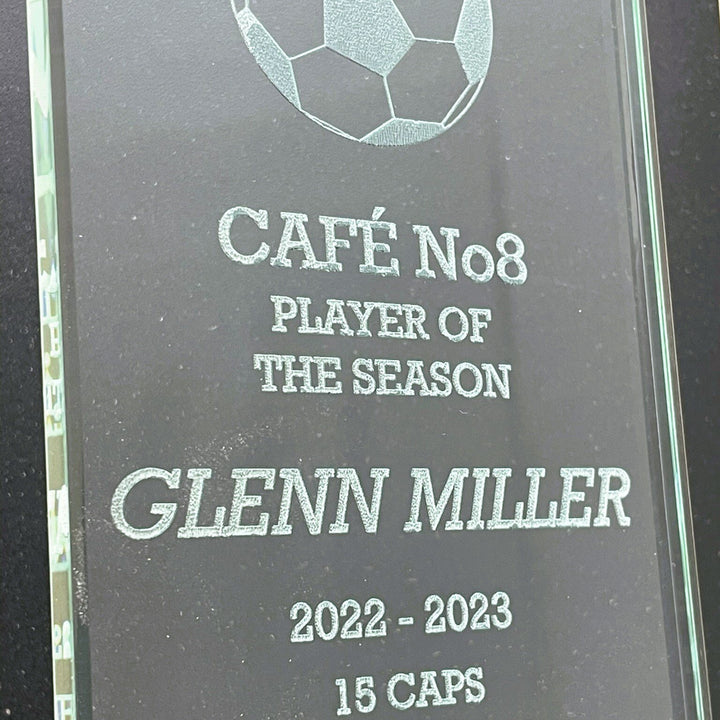 CAFÉ No8
PLAYER OF
THE SEASON
GLENN MILLER
2022 - 2023
15 CAPS